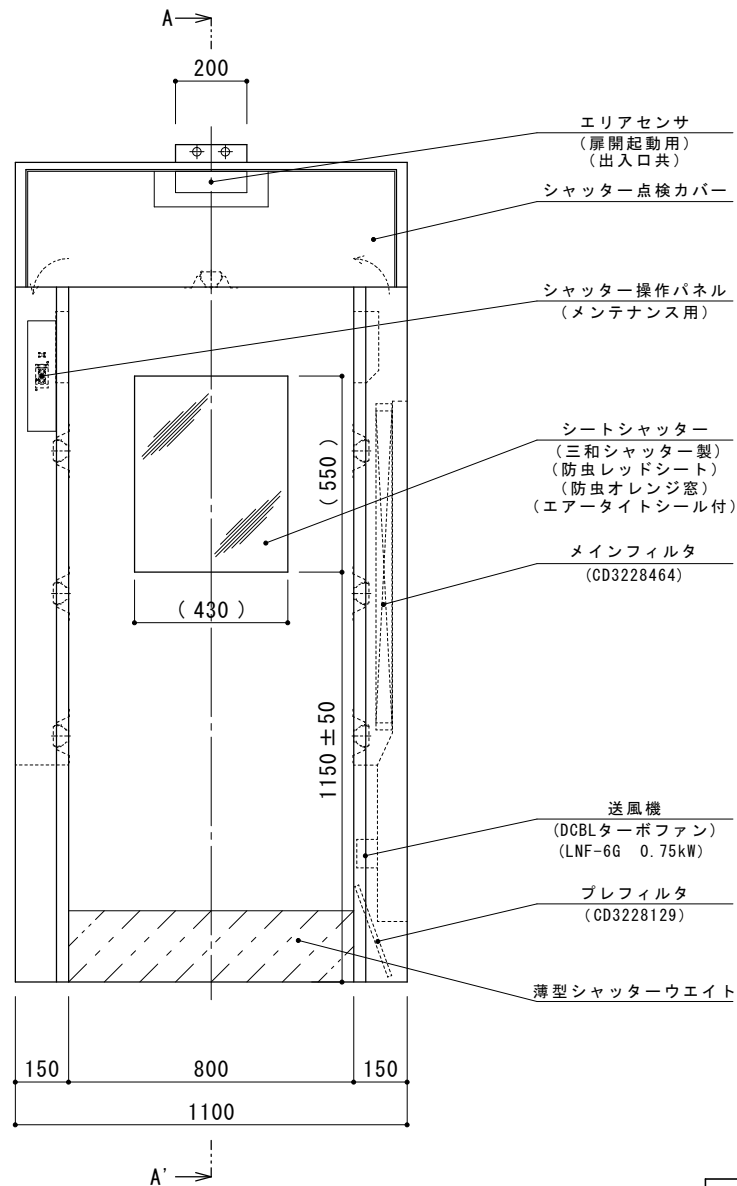 A
200
エリアセンサ
(扉開起動用)
(出入口共)
シャッター点検カバー
シャッター操作パネル
(メンテナンス用)
シートシャッター
(三和シャッター製)
(防虫レッドシート)
(防虫オレンジ窓)
(エアータイトシール付)
(550)
メインフィルタ
(CD3228464)
(430)
1150±50
送風機
(DCBLターボファン)
(LNF-6G 0.75kW)
プレフィルタ
(CD3228129)
薄型シャッターウエイト
150 800 150
1100
A'